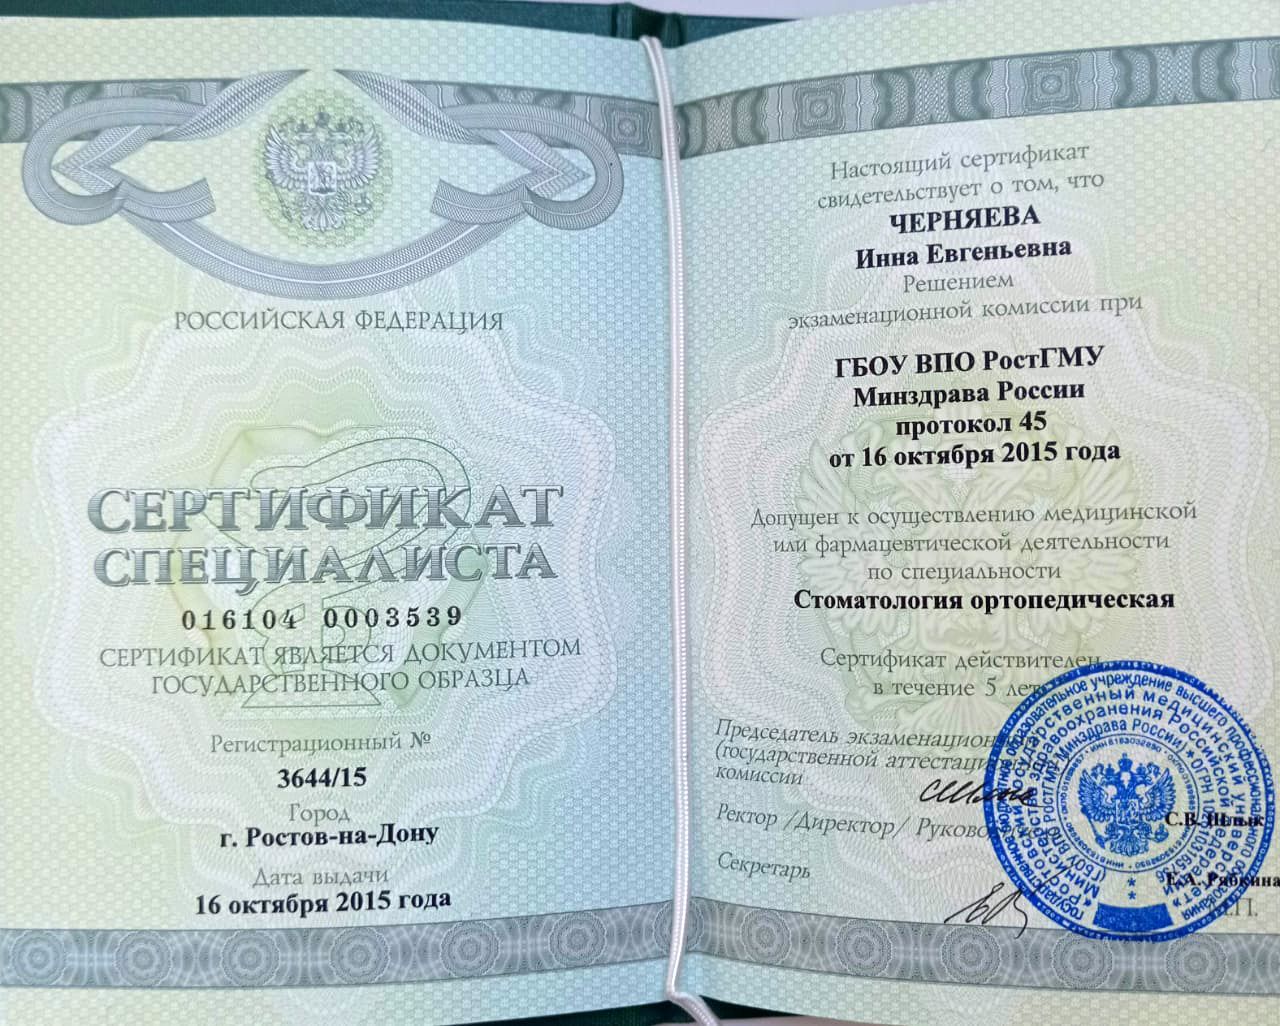 РОССИЙСКАЯ ФЕДЕРАЦИЯ
СЕРТИФИКАТ
СПЕЦИАЛИСТА
016104 0003539
СЕРТИФИКАТ ЯВЛЯЕТСЯ ДОКУМЕНТОМ
ГОСУДАРСТВЕННОГО ОБРАЗЦА
Регистрационный №
3644/15
Город
г. Ростов-на-Дону
Дата выдачи
16 октября 2015 года
Настоящий сертификат
свидетельствует о том, что
ЧЕРНЯЕВА
Инна Евгеньевна
Решением
экзаменационной комиссии при
ГБОУ ВПО РостГМУ
Минздрава России
протокол 45
от 16 октября 2015 года
Допущен к осуществлению медицинской
или фармацевтической деятельности
по специальности
Стоматология ортопедическая
Сертификат действителен
в течение 5 лет
Председатель экзаменационной
(государственной аттестационной)
комиссии
С.В. Шлык
Ректор /Директор/ Руководитель
Секретарь
Е.А. Рябкина
М.П.